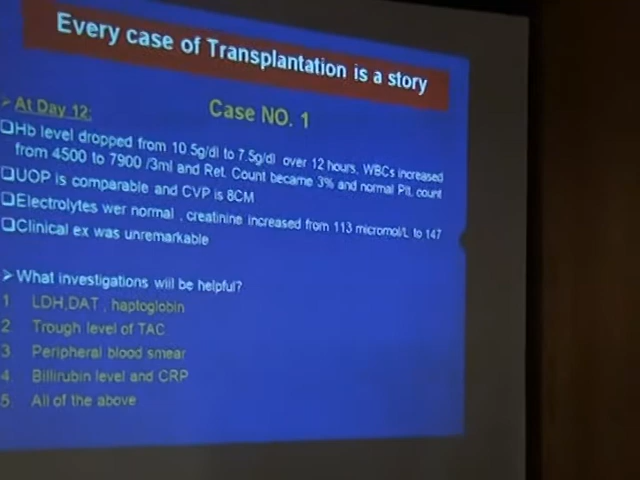 Every case of Transplantation is a story
Case NO. 1
➢At Day 12:
❑Hb level dropped from 10.5g/dl to 7.5g/dl over 12 hours, WBCs increased
from 4500 to 7900 /3ml and Ret. Count became 3% and normal Plt. count
❑UOP is comparable and CVP is 8CM
❑Electrolytes wer normal , creatinine increased from 113 micromol/L to 147
❑Clinical ex was unremarkable
➢ What investigations will be helpful?
1. LDH,DAT , haptoglobin
2. Trough level of TAC
3. Peripheral blood smear
4. Billirubin level and CRP
5. All of the above